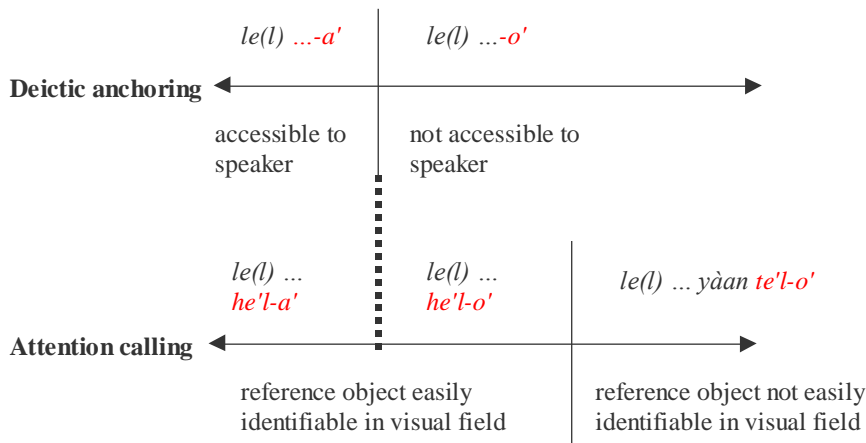 le(l) ...-a' le(l) ...-o'
Deictic anchoring
accessible to not accessible to
speaker speaker
le(l) ... le(l) ... le(l) ... yàan te'l-o'
he'l-a' he'l-o'
Attention calling
reference object easily reference object not easily
identifiable in visual field identifiable in visual field